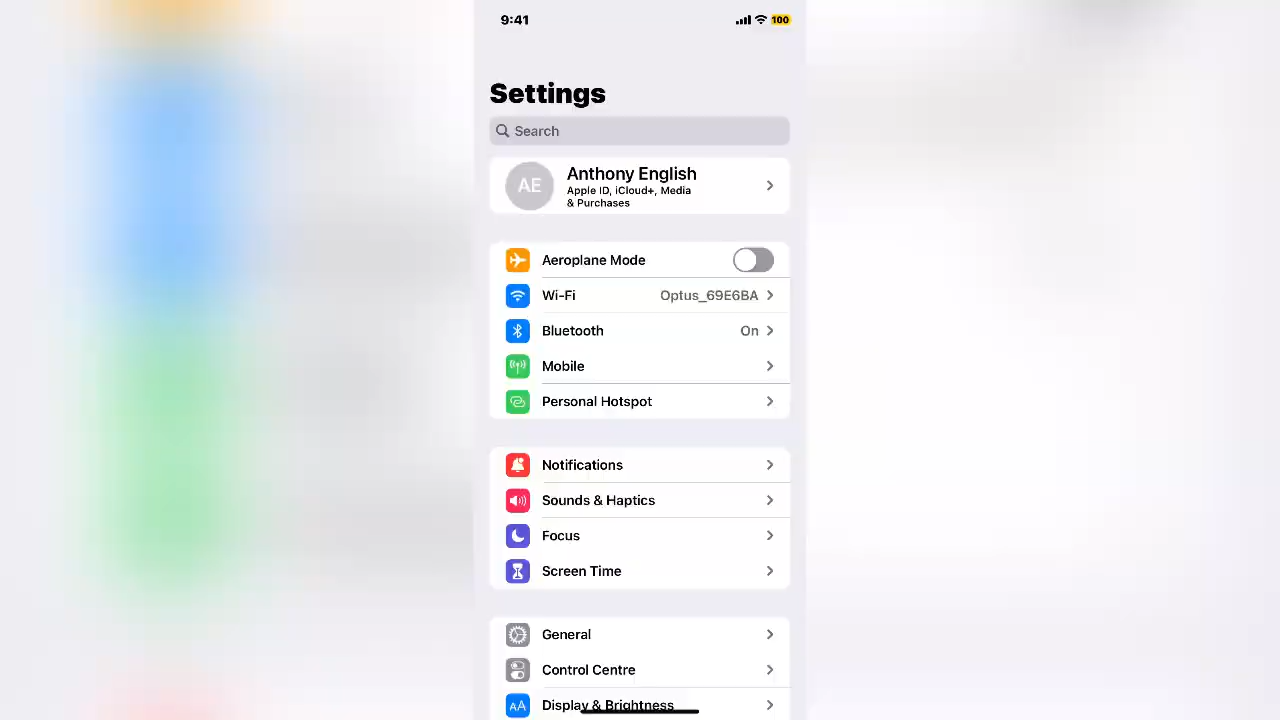 9:41
100
Settings
Search
AE
Anthony English
Apple ID, iCloud+, Media
& Purchases
Aeroplane Mode
Wi-Fi Optus_69E6BA
Bluetooth On
Mobile
Personal Hotspot
Notifications
Sounds & Haptics
Focus
Screen Time
General
Control Centre
AA Display & Brightness